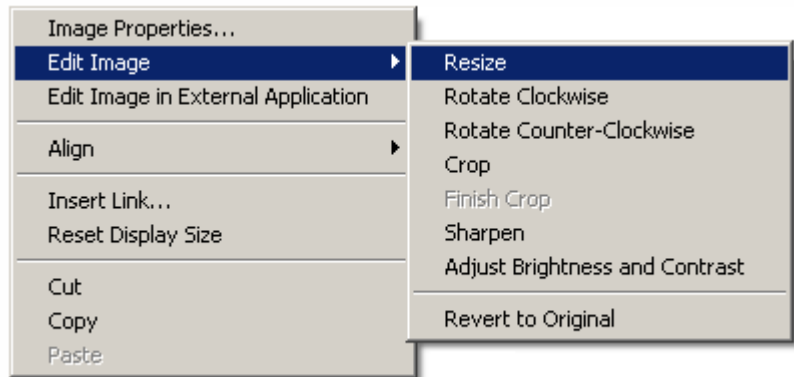 Image Properties...
Edit Image
Edit Image in External Application
Align
Insert Link...
Reset Display Size
Cut
Copy
Paste
Resize
Rotate Clockwise
Rotate Counter-Clockwise
Crop
Finish Crop
Sharpen
Adjust Brightness and Contrast
Revert to Original